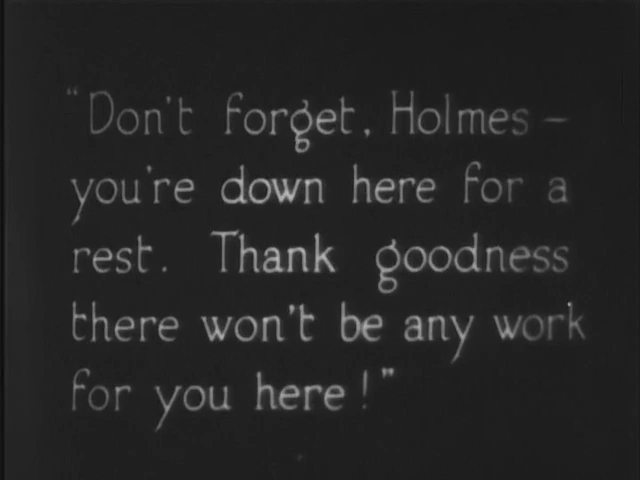 "Don't forget, Holmes —
you're down here for a
rest. Thank goodness
there won't be any work
for you here!"